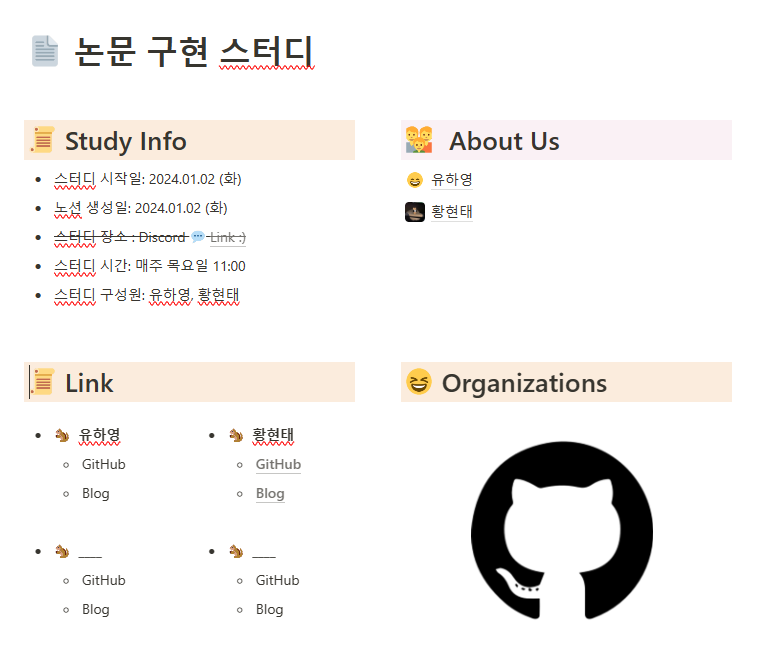 논문 구현 스터디
Study Info
스터디 시작일: 2024.01.02 (화)
노션 생성일: 2024.01.02 (화)
스터디 장소 : Discord 💬 Link :)
스터디 시간: 매주 목요일 11:00
스터디 구성원: 유하영, 황현태
About Us
유하영
황현태
Link
유하영
GitHub
Blog
황현태
GitHub
Blog
____
GitHub
Blog
____
GitHub
Blog
Organizations